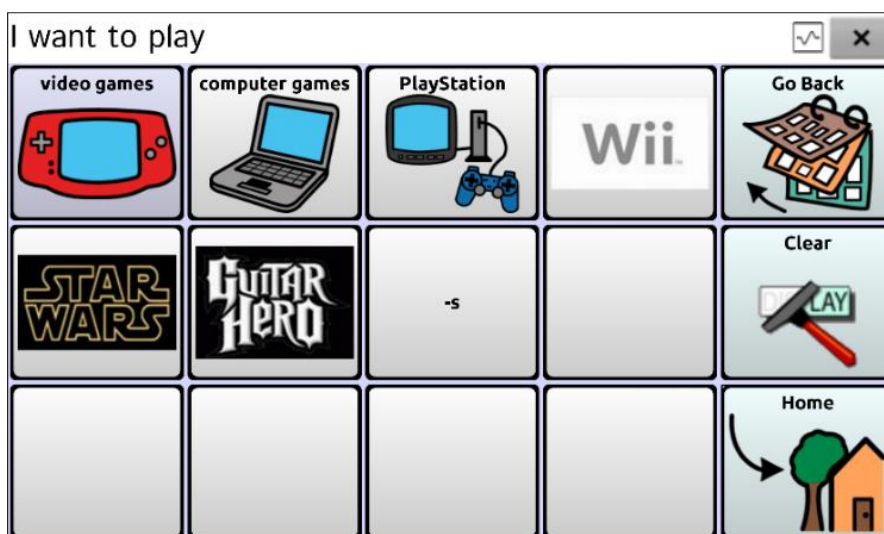 I want to play
video games
computer games
PlayStation
Wii
Go Back
STAR
WARS
GUITAR
HERO
-s
Clear
DISPLAY
Home